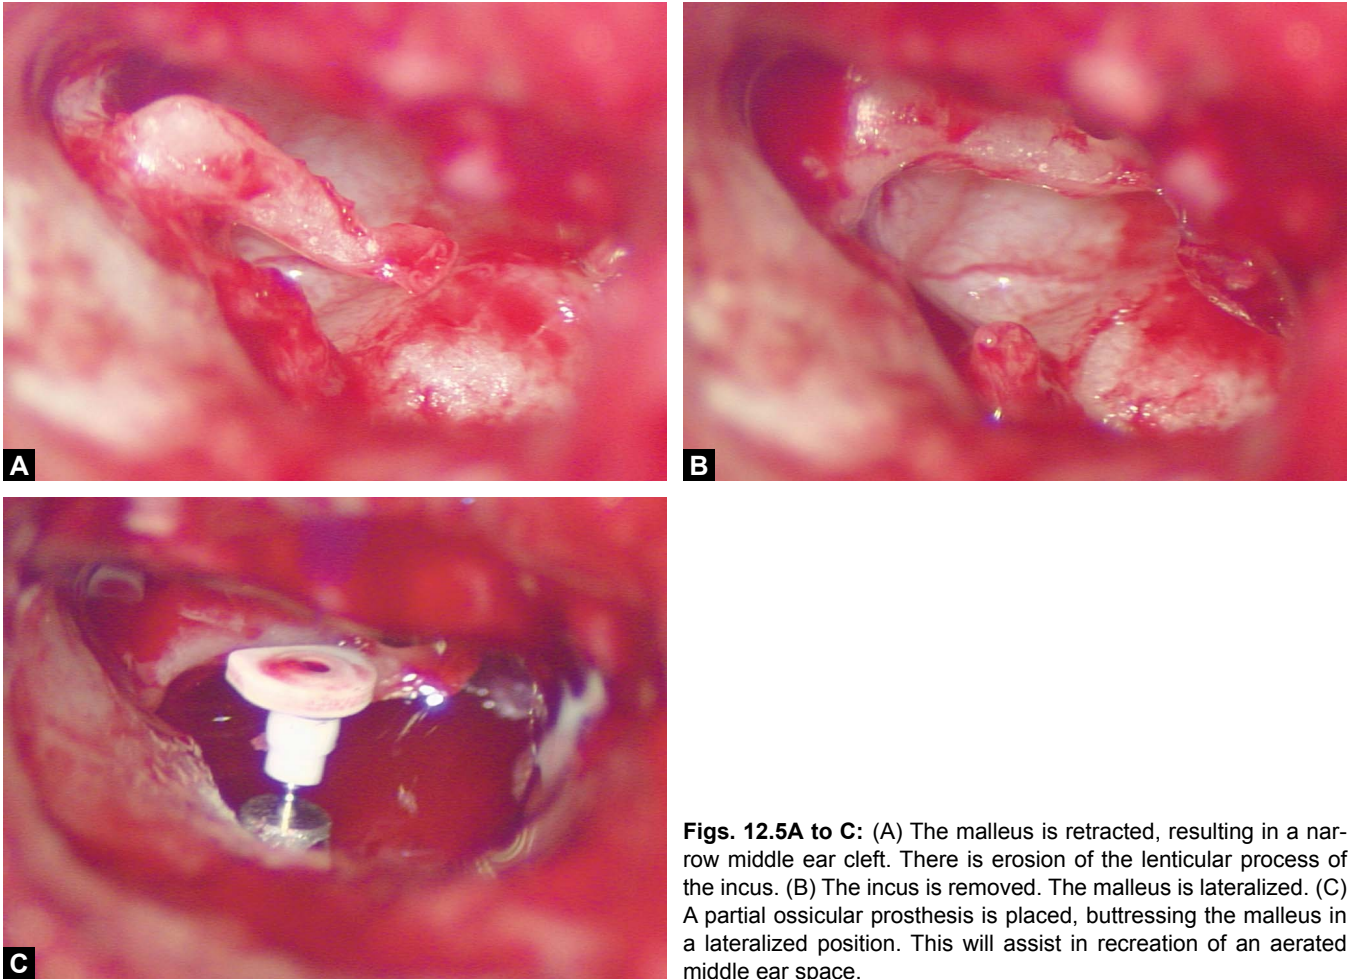 A
B
C
Figs. 12.5A to C: (A) The malleus is retracted, resulting in a nar-
row middle ear cleft. There is erosion of the lenticular process of
the incus. (B) The incus is removed. The malleus is lateralized. (C)
A partial ossicular prosthesis is placed, buttressing the malleus in
a lateralized position. This will assist in recreation of an aerated
middle ear space.